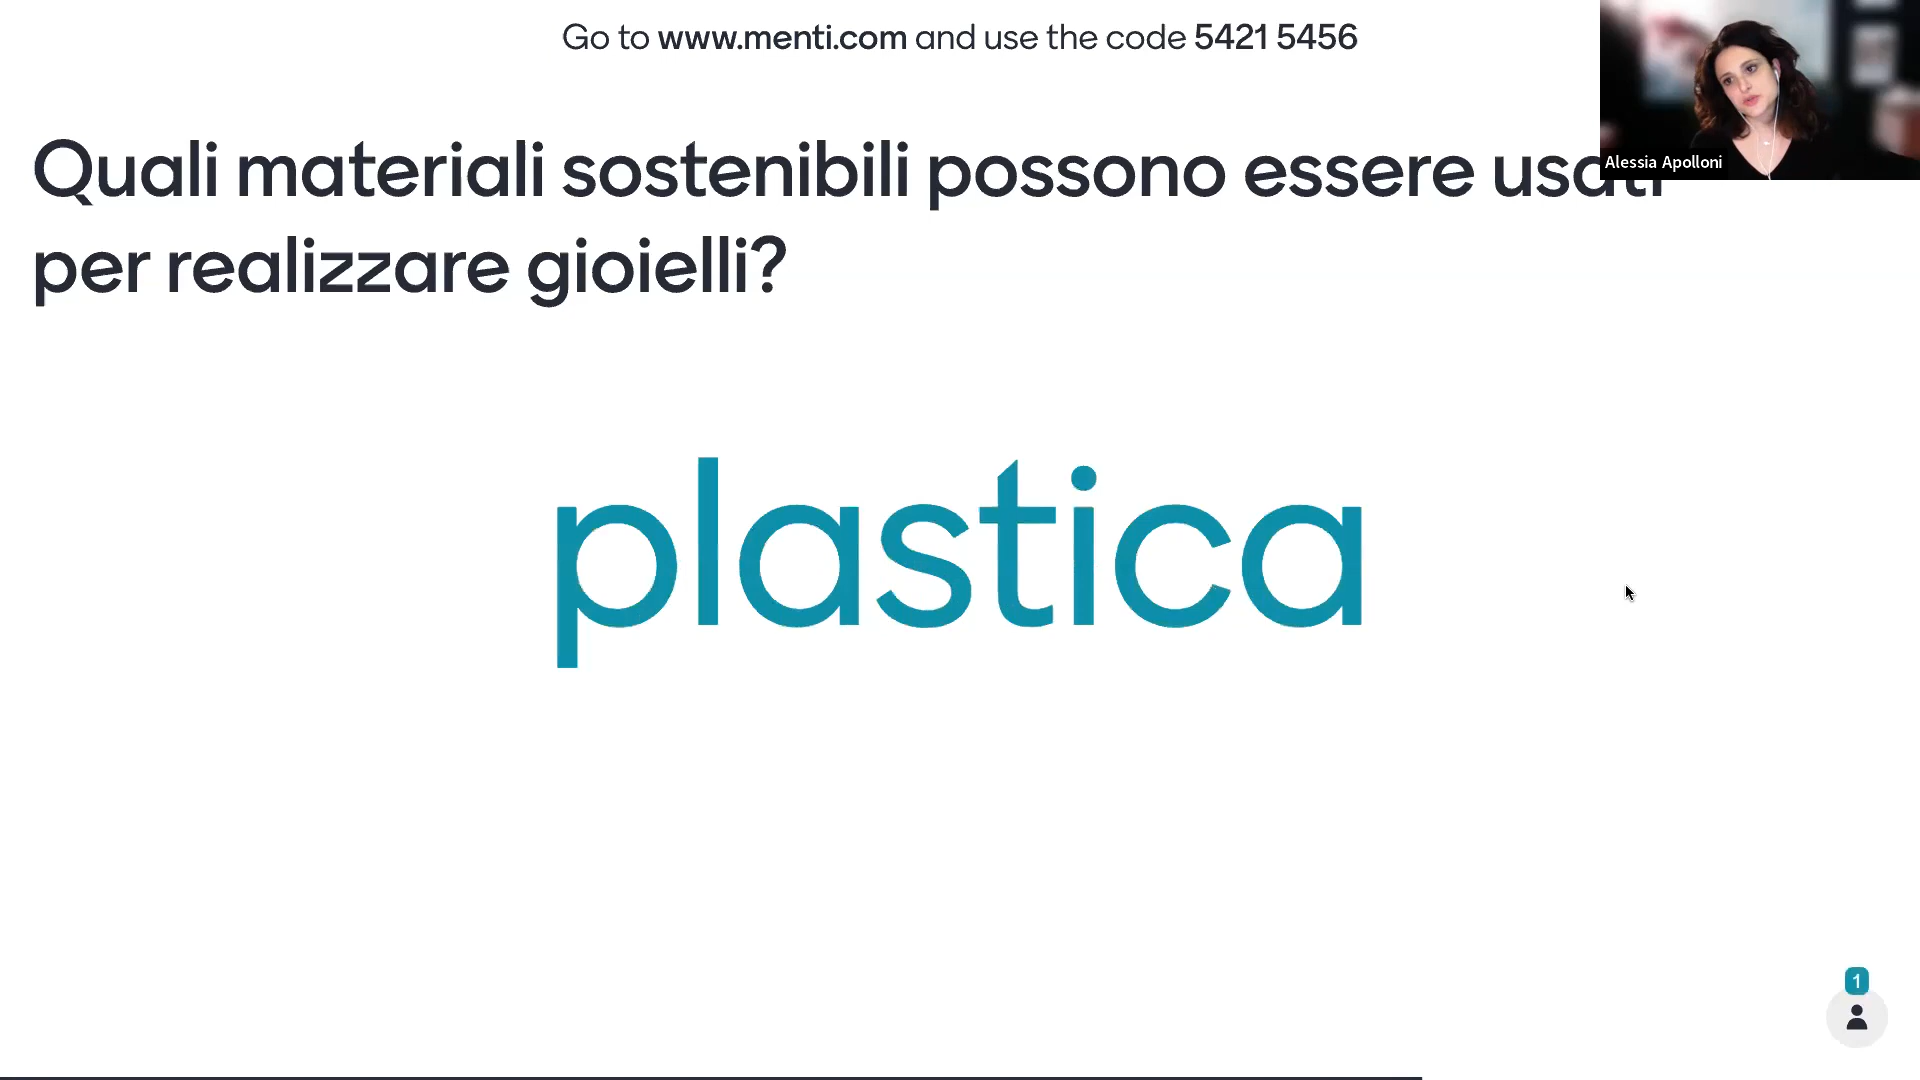 Go to www.menti.com and use the code 5421 5456
Quali materiali sostenibili possono essere usati
per realizzare gioielli?
Alessia Apolloni
plastica
1